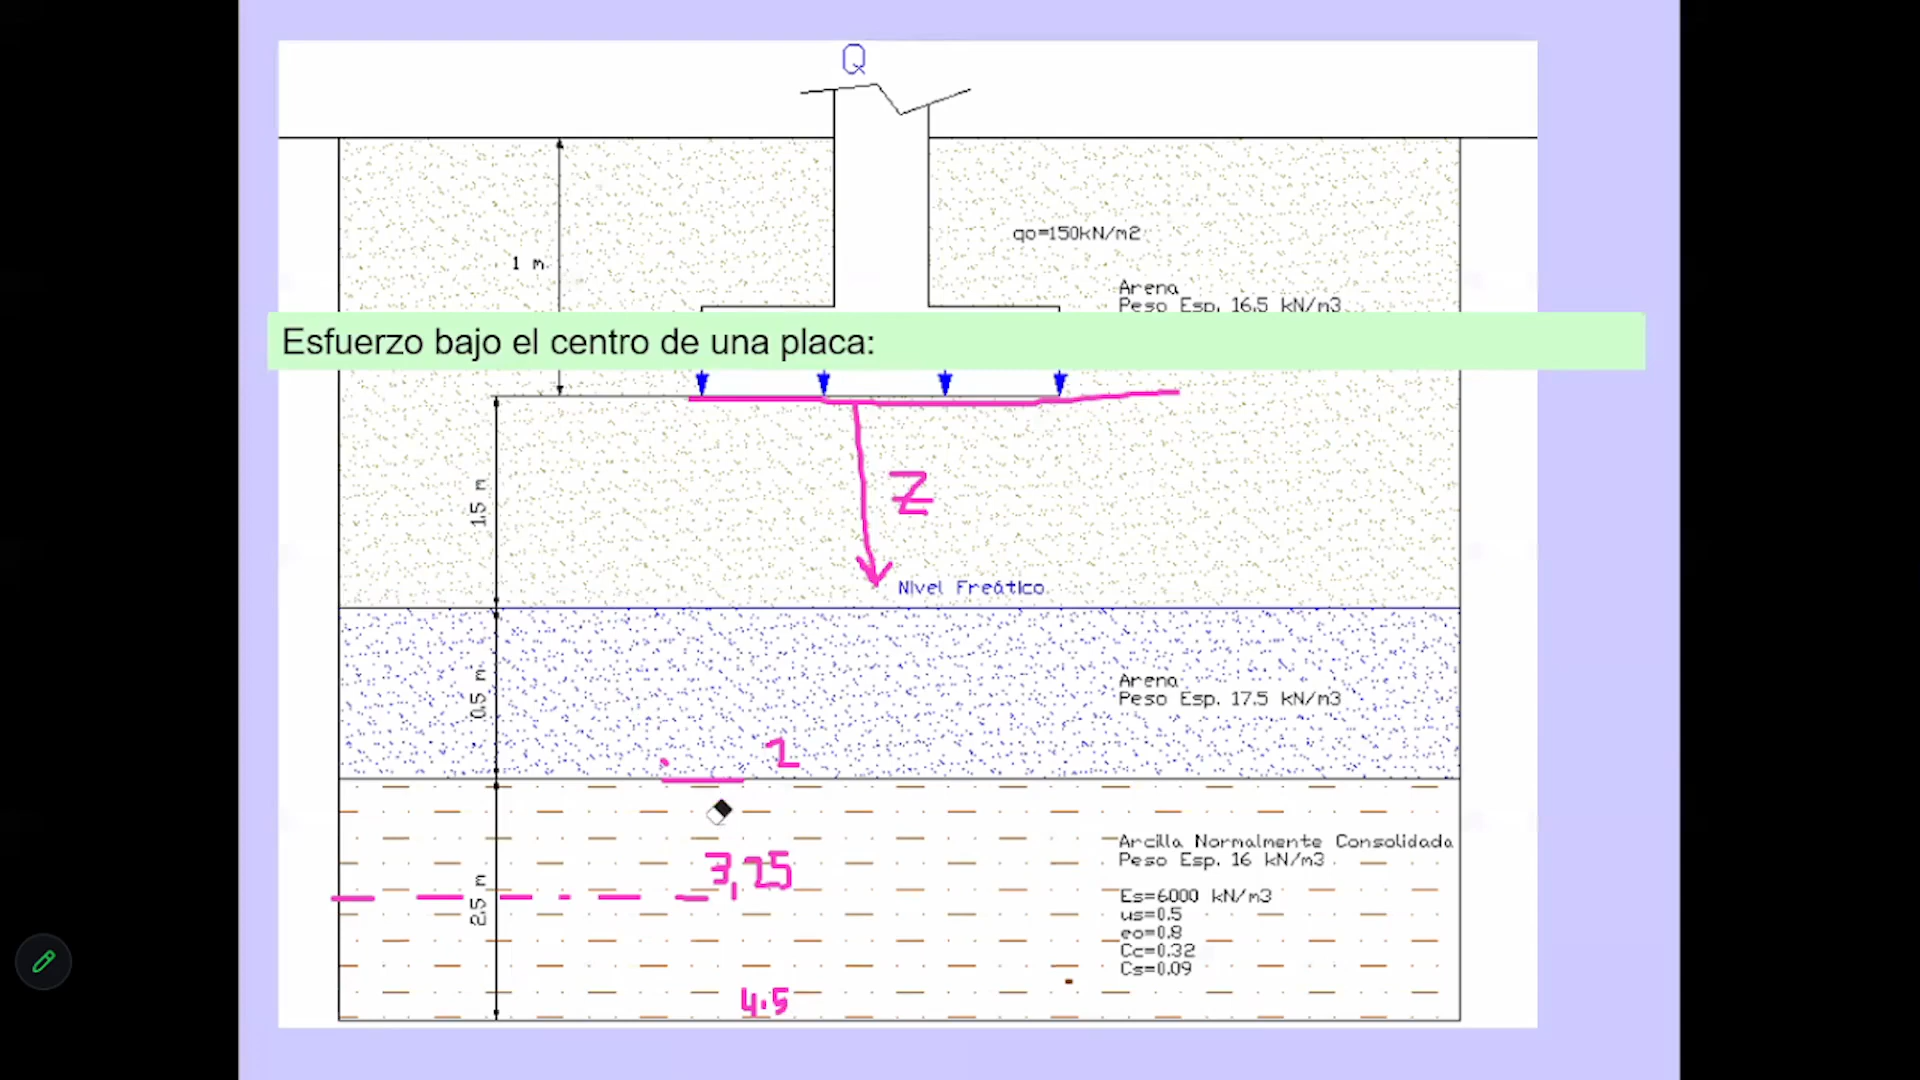 Q
qo=150kN/m2
1 m
Arena
Peso Esp. 16.5 kN/m3
Esfuerzo bajo el centro de una placa:
Z
1.5 m
Nivel Freático
0.5 m
Arena
Peso Esp. 17.5 kN/m3
2
Arcilla Normalmente Consolidada
Peso Esp. 16 kN/m3
3,25
2.5 m
Es=6000 kN/m3
us=0.5
eo=0.8
Cc=0.32
Cs=0.09
4.5